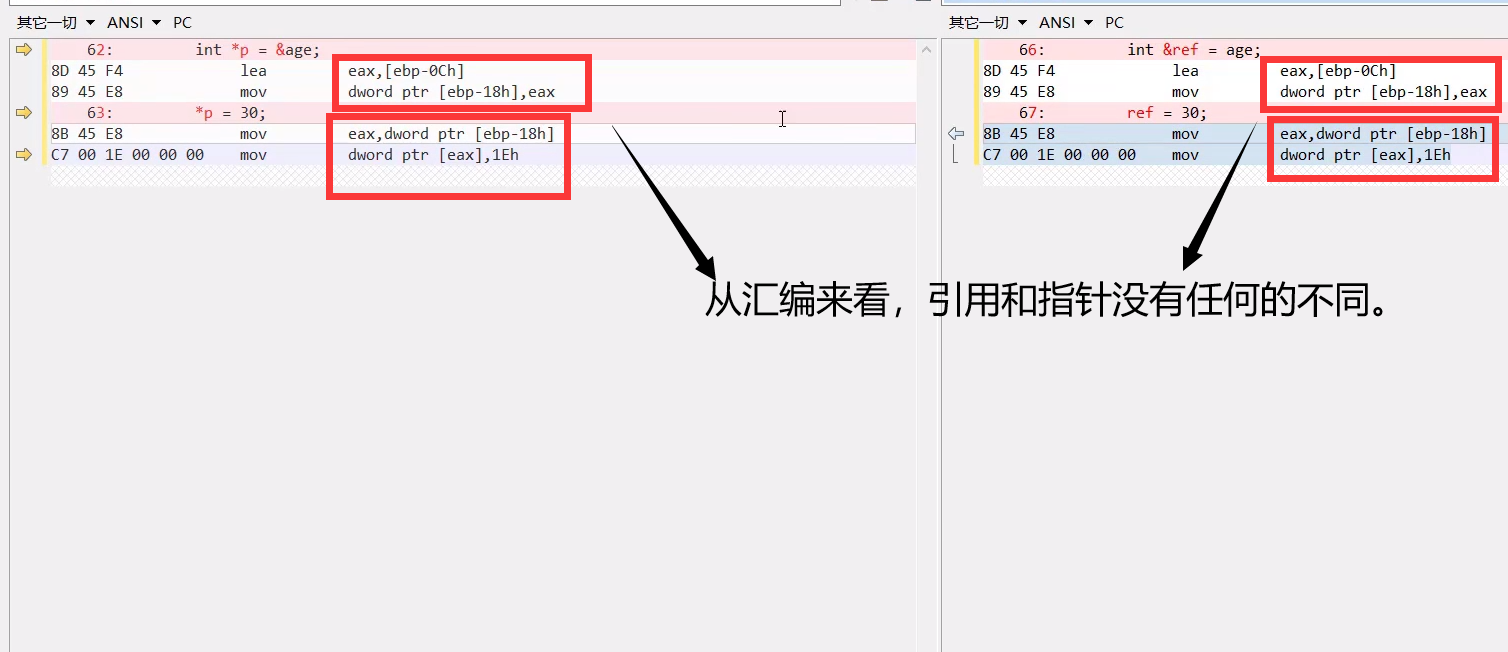 其它一切 ANSI PC
62: int *p = &age;
8D 45 F4 lea eax,[ebp-0Ch]
89 45 E8 mov dword ptr [ebp-18h],eax
63: *p = 30;
8B 45 E8 mov eax,dword ptr [ebp-18h]
C7 00 1E 00 00 00 mov dword ptr [eax],1Eh
其它一切 ANSI PC
66: int &ref = age;
8D 45 F4 lea eax,[ebp-0Ch]
89 45 E8 mov dword ptr [ebp-18h],eax
67: ref = 30;
8B 45 E8 mov eax,dword ptr [ebp-18h]
C7 00 1E 00 00 00 mov dword ptr [eax],1Eh
从汇编来看，引用和指针没有任何的不同。